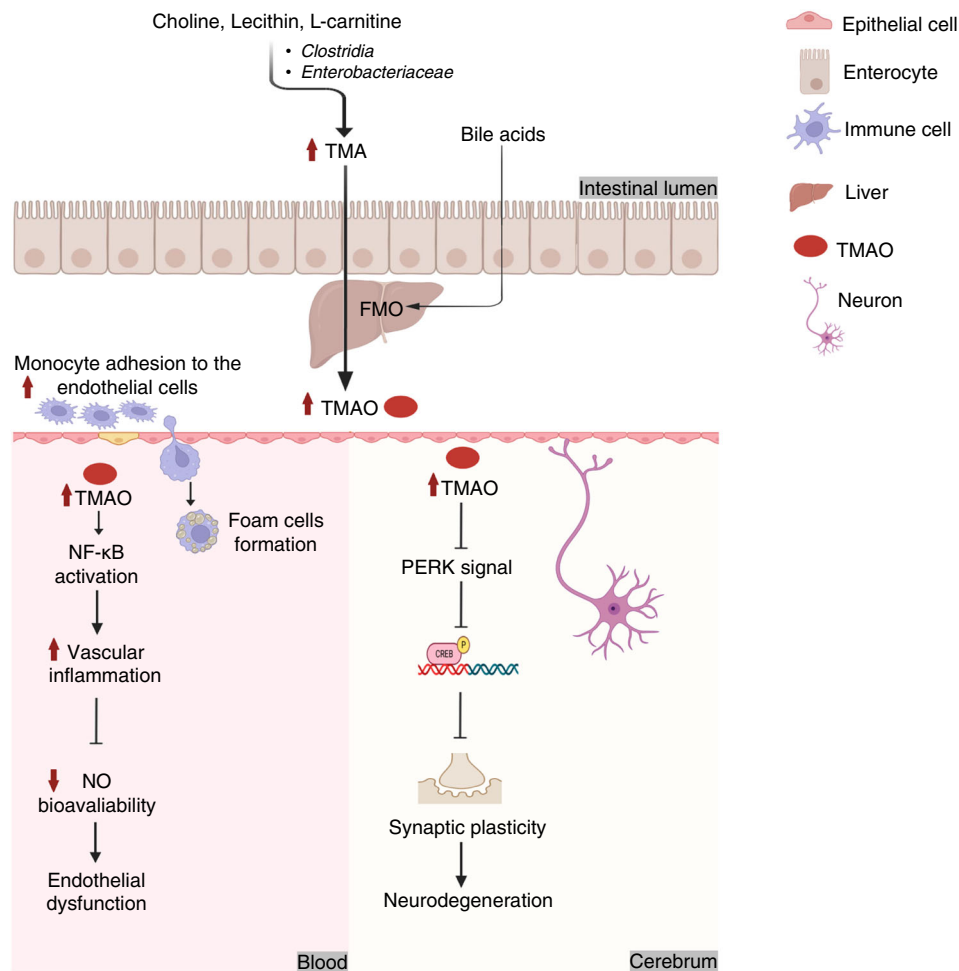 Choline, Lecithin, L-carnitine
• Clostridia
• Enterobacteriaceae
TMA
Bile acids
Intestinal lumen
FMO
Monocyte adhesion to the
endothelial cells
TMAO
TMAO
NF-κB
activation
Foam cells
formation
Vascular
inflammation
NO
bioavaliability
Endothelial
dysfunction
Blood
TMAO
PERK signal
CREB
P
Synaptic plasticity
Neurodegeneration
Cerebrum
Epithelial cell
Enterocyte
Immune cell
Liver
TMAO
Neuron